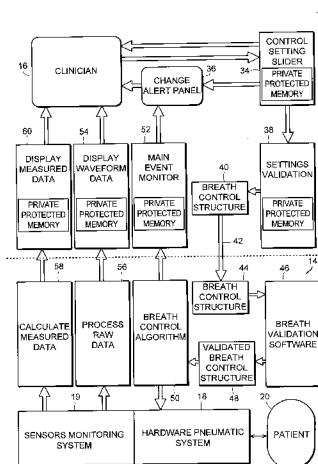 CONTROL
SETTING
SLIDER
34
PRIVATE
PROTECTED
MEMORY
16
CLINICIAN
36
CHANGE
ALERT PANEL
60
54
52
38
DISPLAY
MEASURED
DATA
PRIVATE
PROTECTED
MEMORY
DISPLAY
WAVEFORM
DATA
PRIVATE
PROTECTED
MEMORY
MAIN
EVENT
MONITOR
PRIVATE
PROTECTED
MEMORY
40
BREATH
CONTROL
STRUCTURE
SETTINGS
VALIDATION
PRIVATE
PROTECTED
MEMORY
42
58
56
44
46
14
CALCULATE
MEASURED
DATA
PROCESS
RAW
DATA
BREATH
CONTROL
ALGORITHM
BREATH
CONTROL
STRUCTURE
BREATH
VALIDATION
SOFTWARE
VALIDATED
BREATH
CONTROL
STRUCTURE
50
48
19
18
20
SENSORS MONITORING
SYSTEM
HARDWARE PNEUMATIC
SYSTEM
PATIENT